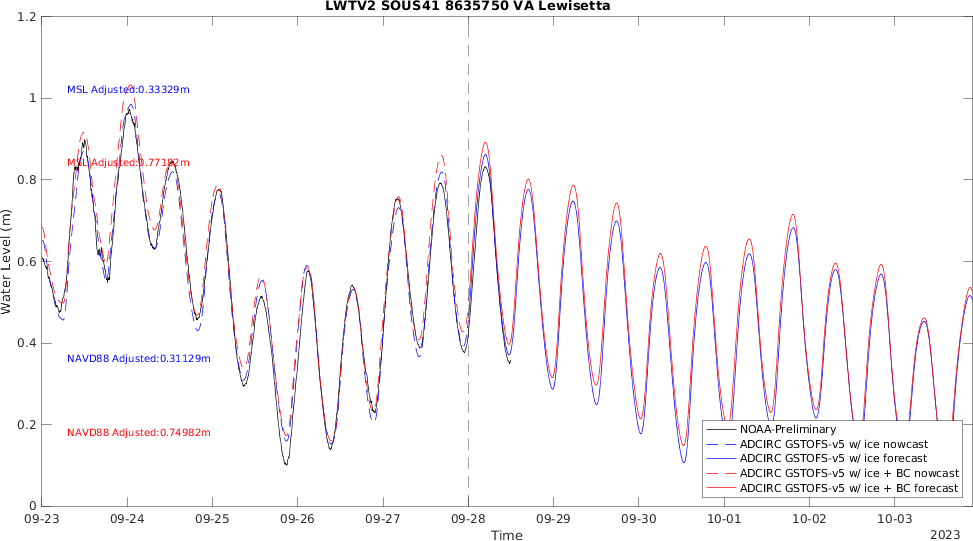 LWTV2 SOUS41 8635750 VA Lewisetta
1.2
1
0.8
0.6
0.4
0.2
0
Water Level (m)
MSL Adjusted:0.33329m
MSL Adjusted:0.77182m
NAVD88 Adjusted:0.31129m
NAVD88 Adjusted:0.74982m
NOAA-Preliminary
ADCIRC GSTOFS-v5 w/ ice nowcast
ADCIRC GSTOFS-v5 w/ ice forecast
ADCIRC GSTOFS-v5 w/ ice + BC nowcast
ADCIRC GSTOFS-v5 w/ ice + BC forecast
09-23 09-24 09-25 09-26 09-27 09-28 09-29 09-30 10-01 10-02 10-03
Time
2023